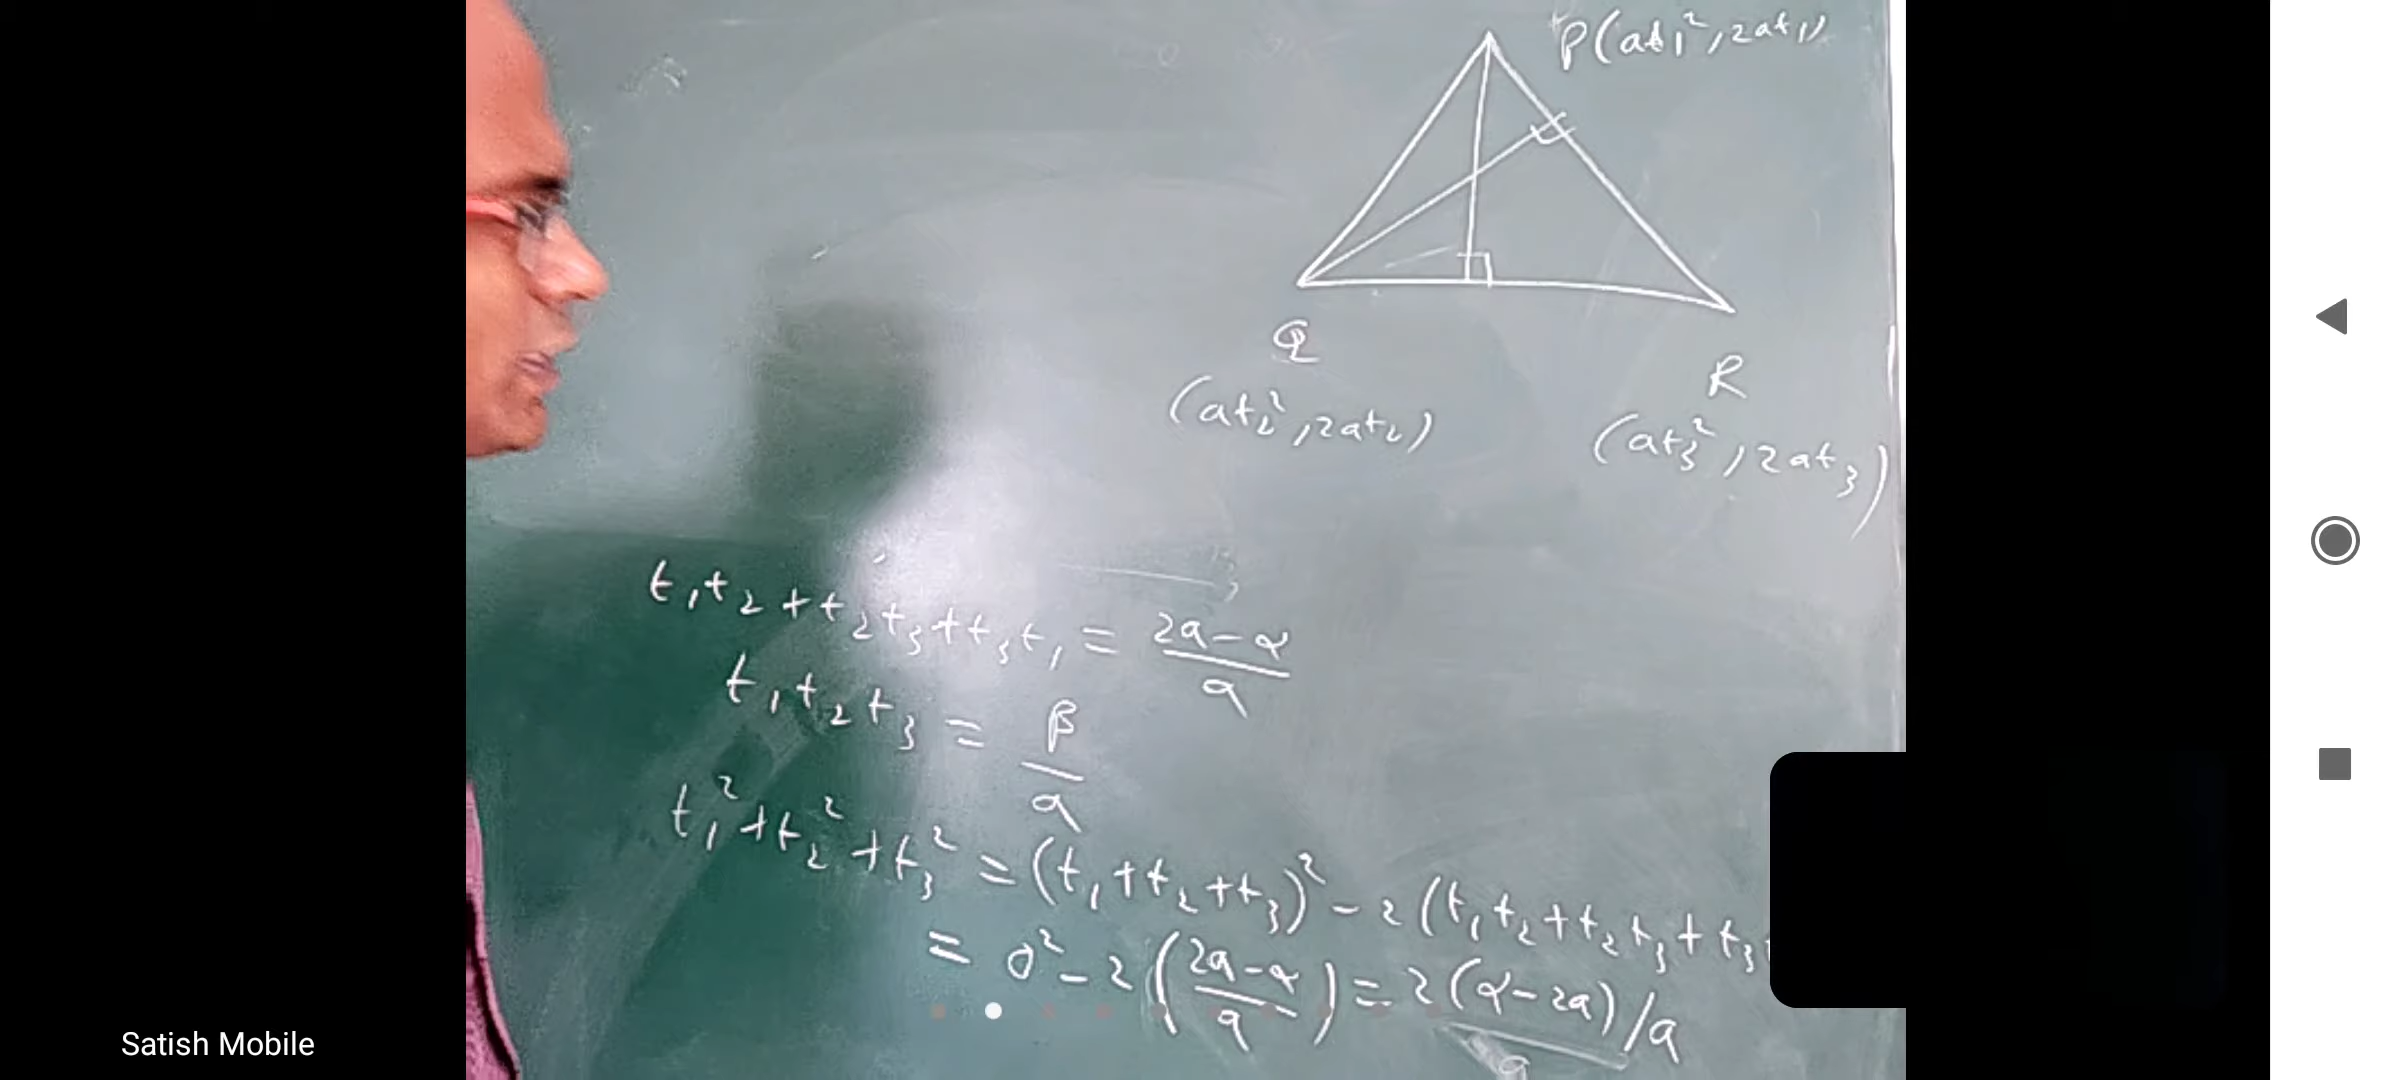 P(at₁², 2at₁)
Q
R
(at₂², 2at₂)
(at₃², 2at₃)
t₁t₂ + t₂t₃ + t₃t₁ = (2a-α)/a
t₁t₂t₃ = β/a
t₁² + t₂² + t₃² = (t₁ + t₂ + t₃)² - 2(t₁t₂ + t₂t₃ + t₃
= 0² - 2((2a-α)/a) = 2(α-2a)/a
Satish Mobile